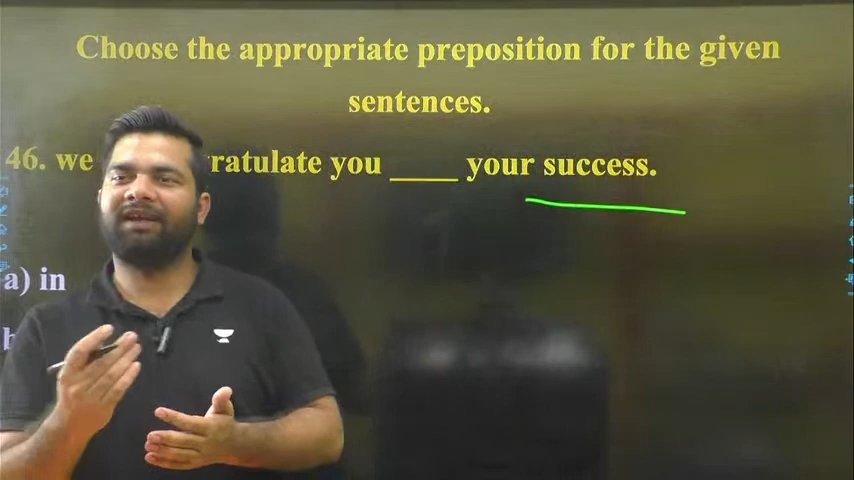 Choose the appropriate preposition for the given
sentences.
46. we ratulate you ____ your success.
a) in